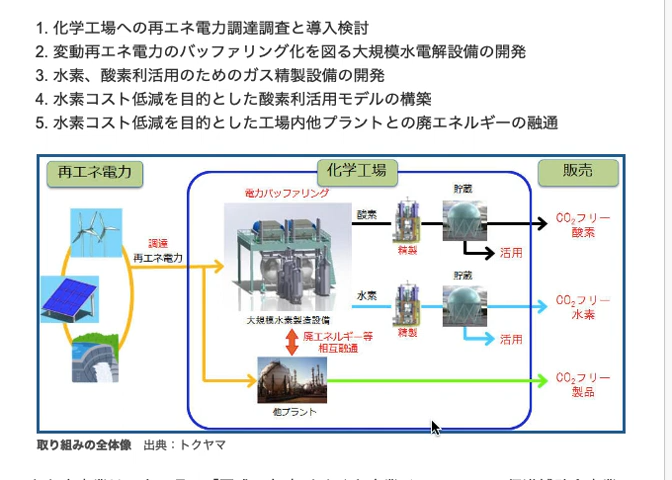 1. 化学工場への再エネ電力調達調査と導入検討
2. 変動再エネ電力のバッファリング化を図る大規模水電解設備の開発
3. 水素、酸素利活用のためのガス精製設備の開発
4. 水素コスト低減を目的とした酸素利活用モデルの構築
5. 水素コスト低減を目的とした工場内他プラントとの廃エネルギーの融通
再エネ電力
化学工場
販売
電力バッファリング
貯蔵
酸素
精製
活用
CO₂フリー
酸素
調達
再エネ電力
貯蔵
水素
精製
活用
CO₂フリー
水素
大規模水素製造設備
廃エネルギー等
相互融通
CO₂フリー
製品
他プラント
取り組みの全体像 出典：トクヤマ